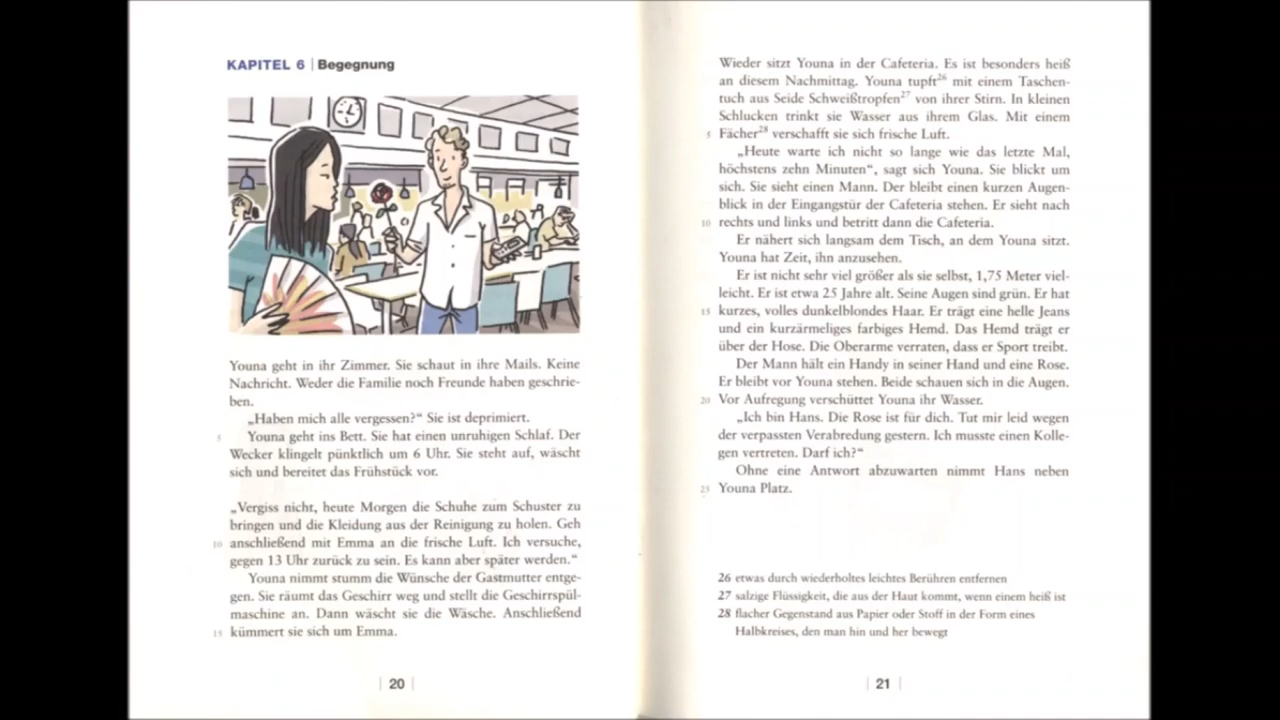 KAPITEL 6 | Begegnung
Youna geht in ihr Zimmer. Sie schaut in ihre Mails. Keine
Nachricht. Weder die Familie noch Freunde haben geschrie-
ben.
„Haben mich alle vergessen?“ Sie ist deprimiert.
5 Youna geht ins Bett. Sie hat einen unruhigen Schlaf. Der
Wecker klingelt pünktlich um 6 Uhr. Sie steht auf, wäscht
sich und bereitet das Frühstück vor.
„Vergiss nicht, heute Morgen die Schuhe zum Schuster zu
bringen und die Kleidung aus der Reinigung zu holen. Geh
10 anschließend mit Emma an die frische Luft. Ich versuche,
gegen 13 Uhr zurück zu sein. Es kann aber später werden.“
Youna nimmt stumm die Wünsche der Gastmutter entge-
gen. Sie räumt das Geschirr weg und stellt die Geschirrspül-
maschine an. Dann wäscht sie die Wäsche. Anschließend
15 kümmert sie sich um Emma.
| 20 |
Wieder sitzt Youna in der Cafeteria. Es ist besonders heiß
an diesem Nachmittag. Youna tupft26 mit einem Taschen-
tuch aus Seide Schweißtropfen27 von ihrer Stirn. In kleinen
Schlucken trinkt sie Wasser aus ihrem Glas. Mit einem
5 Fächer28 verschafft sie sich frische Luft.
„Heute warte ich nicht so lange wie das letzte Mal,
höchstens zehn Minuten“, sagt sich Youna. Sie blickt um
sich. Sie sieht einen Mann. Der bleibt einen kurzen Augen-
blick in der Eingangstür der Cafeteria stehen. Er sieht nach
10 rechts und links und betritt dann die Cafeteria.
Er nähert sich langsam dem Tisch, an dem Youna sitzt.
Youna hat Zeit, ihn anzusehen.
Er ist nicht sehr viel größer als sie selbst, 1,75 Meter viel-
leicht. Er ist etwa 25 Jahre alt. Seine Augen sind grün. Er hat
15 kurzes, volles dunkelblondes Haar. Er trägt eine helle Jeans
und ein kurzärmeliges farbiges Hemd. Das Hemd trägt er
über der Hose. Die Oberarme verraten, dass er Sport treibt.
Der Mann hält ein Handy in seiner Hand und eine Rose.
Er bleibt vor Youna stehen. Beide schauen sich in die Augen.
20 Vor Aufregung verschüttet Youna ihr Wasser.
„Ich bin Hans. Die Rose ist für dich. Tut mir leid wegen
der verpassten Verabredung gestern. Ich musste einen Kolle-
gen vertreten. Darf ich?“
Ohne eine Antwort abzuwarten nimmt Hans neben
25 Youna Platz.
26 etwas durch wiederholtes leichtes Berühren entfernen
27 salzige Flüssigkeit, die aus der Haut kommt, wenn einem heiß ist
28 flacher Gegenstand aus Papier oder Stoff in der Form eines
Halbkreises, den man hin und her bewegt
| 21 |